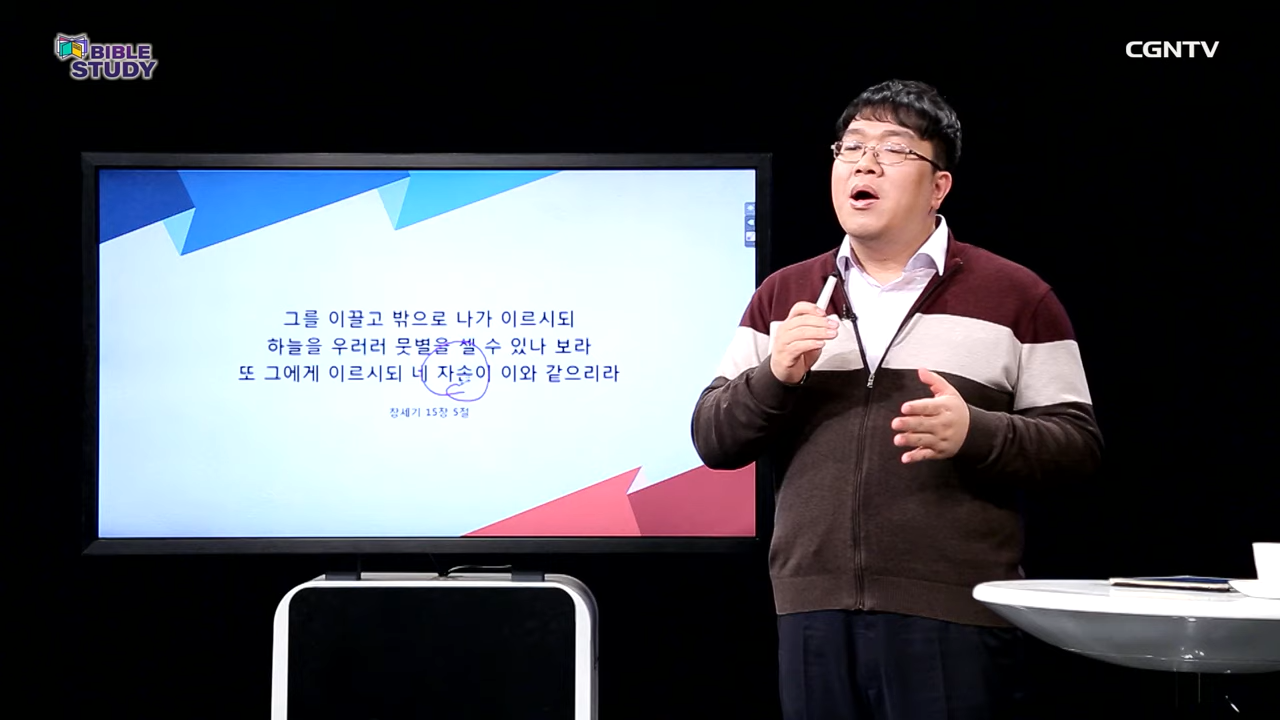 BIBLE
STUDY
CGNTV
그를 이끌고 밖으로 나가 이르시되
하늘을 우러러 뭇별을 셀 수 있나 보라
또 그에게 이르시되 네 자손이 이와 같으리라
창세기 15장 5절